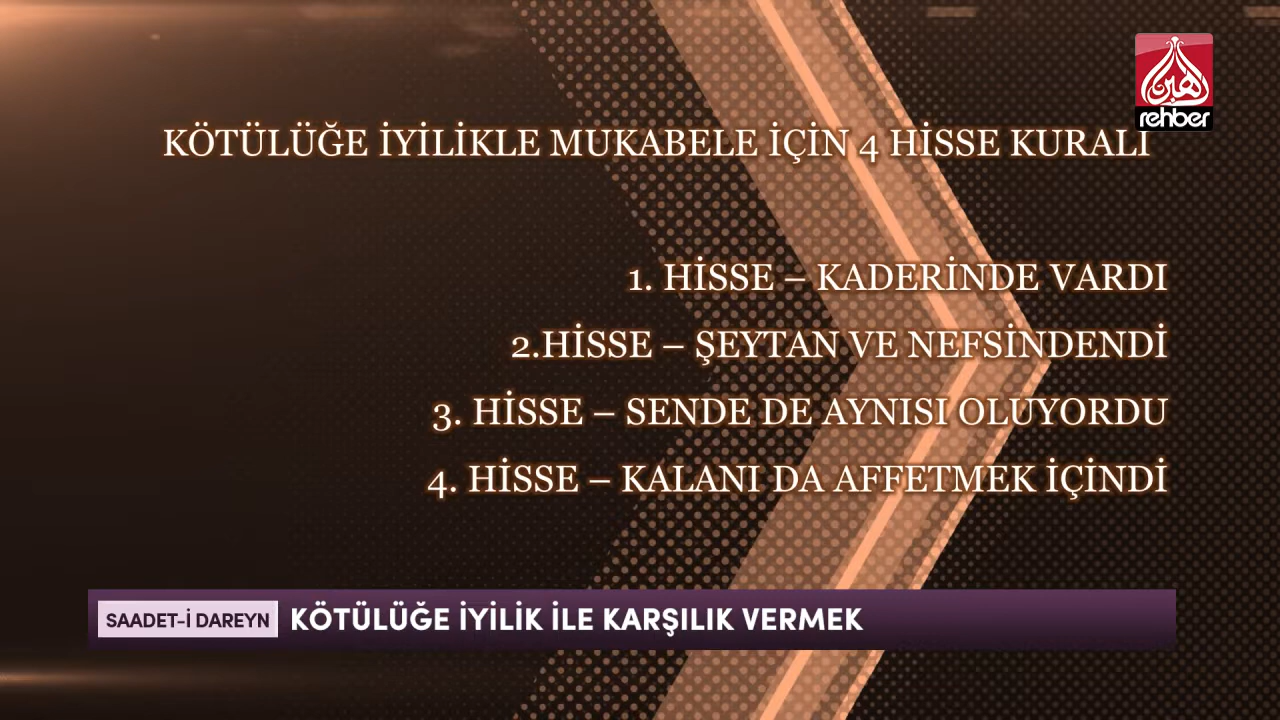 رهبر
rehber
KÖTÜLÜĞE İYİLİKLE MUKABELE İÇİN 4 HİSSE KURALI
1. HİSSE – KADERİNDE VARDI
2.HİSSE – ŞEYTAN VE NEFSİNDENDİ
3. HİSSE – SENDE DE AYNISI OLUYORDU
4. HİSSE – KALANI DA AFFETMEK İÇİNDİ
SAADET-İ DAREYN KÖTÜLÜĞE İYİLİK İLE KARŞILIK VERMEK